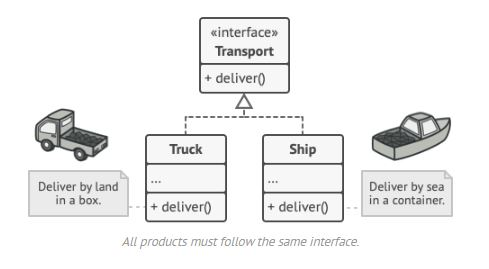 «interface»
Transport
+ deliver()
Truck
...
+ deliver()
Ship
...
+ deliver()
Deliver by land
in a box.
Deliver by sea
in a container.
All products must follow the same interface.